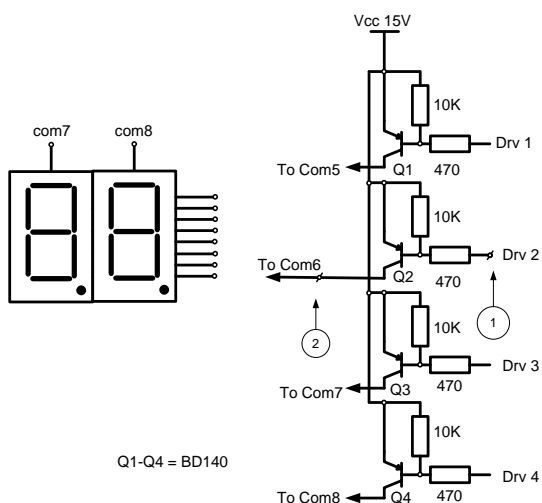 Vcc 15V
10K
com7 com8
Drv 1
To Com5
Q1 470
10K
To Com6
Drv 2
Q2 470
1
2
10K
Drv 3
To Com7
Q3 470
10K
Q1-Q4 = BD140
Drv 4
To Com8
Q4 470